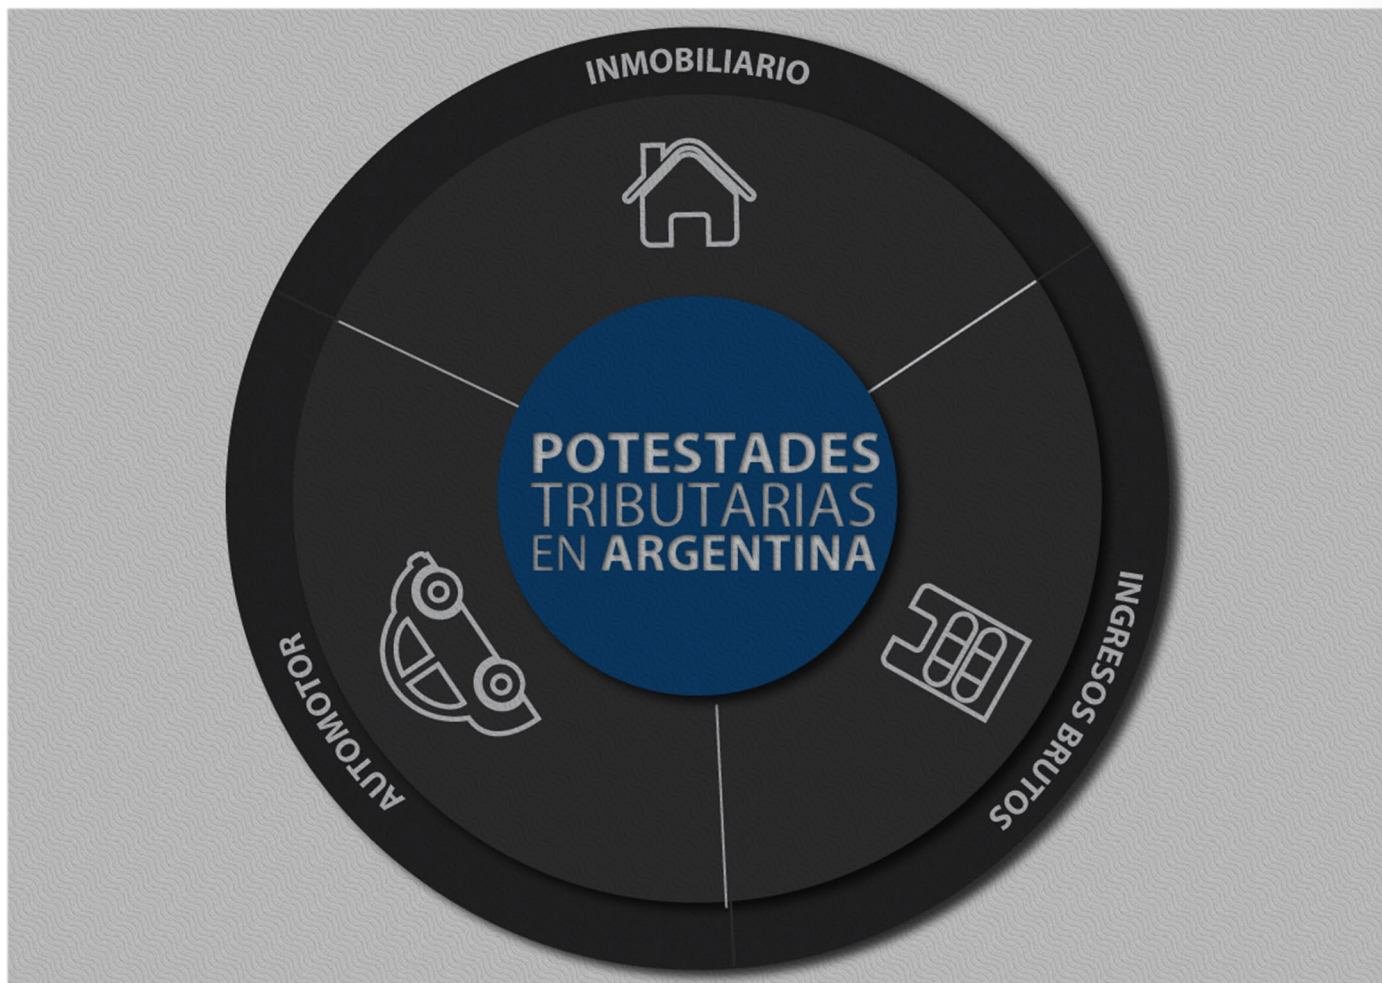 INMOBILIARIO
POTESTADES
TRIBUTARIAS
EN ARGENTINA
AUTOMOTOR
INGRESOS BRUTOS